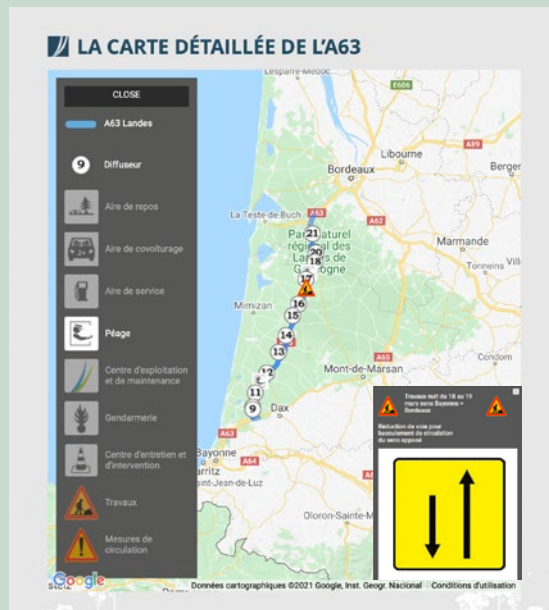 LA CARTE DÉTAILLÉE DE L'A63
CLOSE
A63 Landes
9
Diffuseur
Aire de repos
Aire de covoiturage
Aire de service
Péage
Centre d'exploitation
et de maintenance
Gendarmerie
Centre d'entretien et
d'intervention
Travaux
Mesures de
circulation
Lesparre-Médoc
E606
Libourne
A89
Bordeaux
Berger
La Teste de Buch
A63
A62
21
Parc naturel
régional des
Landes de
Gascogne
20
18
17
Marmande
Tonneins
Mimizan
16
15
14
13
12
11
9
A65
Condom
Mont-de-Marsan
Dax
A63
Bayonne
arritz
A64
aint-Jean-de-Luz
Oloron-Sainte-M
Travaux nuit du 18 au 19
mars sens Bayonne >
Bordeaux
Réduction de voie pour
basculement de circulation
du sens opposé
Google
Données cartographiques ©2021 Google, Inst. Geogr. Nacional
Conditions d'utilisation